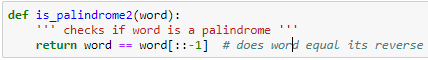 def is_palindrome2(word):
    ''' checks if word is a palindrome '''
    return word == word[::-1]  # does word equal its reverse